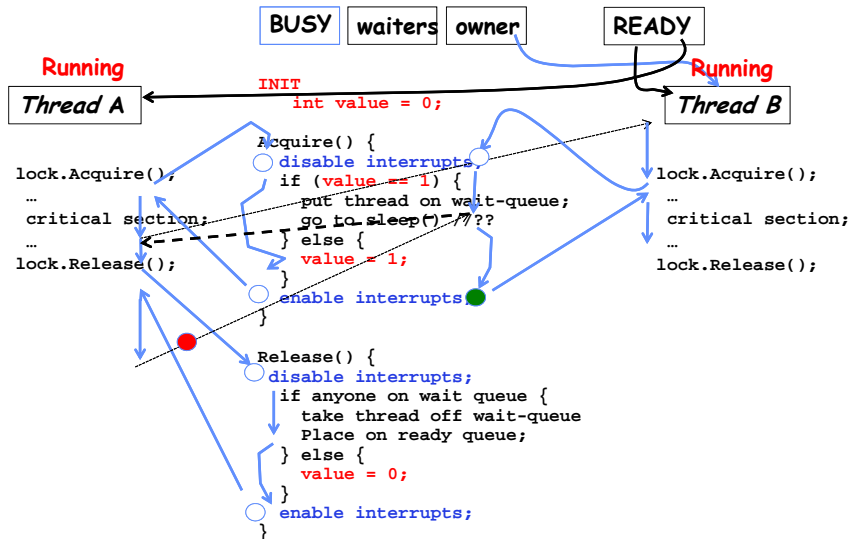 BUSY waiters owner READY
Running Running
Thread A Thread B
INIT
int value = 0;
Acquire() {
disable interrupts;
if (value == 1) {
put thread on wait-queue;
go to sleep() //??
} else {
value = 1;
}
enable interrupts;
}
lock.Acquire();
…
critical section;
…
lock.Release();
lock.Acquire();
…
critical section;
…
lock.Release();
Release() {
disable interrupts;
if anyone on wait queue {
take thread off wait-queue
Place on ready queue;
} else {
value = 0;
}
enable interrupts;
}